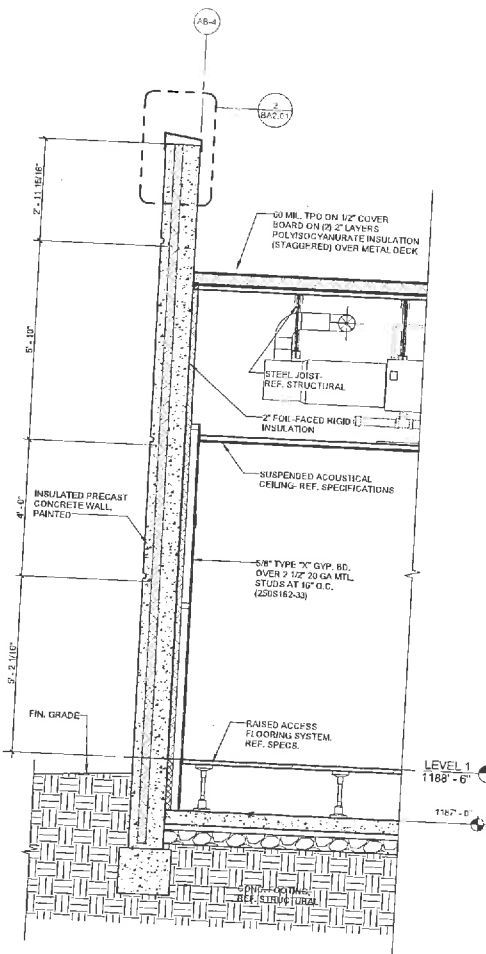 AB-4
2
BA2.01
2' - 11 15/16"
60 MIL. TPO ON 1/2" COVER
BOARD ON (2) 2" LAYERS
POLYISOCYANURATE INSULATION
(STAGGERED) OVER METAL DECK
5' - 10"
STEEL JOIST-
REF. STRUCTURAL
2" FOIL-FACED RIGID
INSULATION
SUSPENDED ACOUSTICAL
CEILING- REF. SPECIFICATIONS
INSULATED PRECAST
CONCRETE WALL,
PAINTED
4' - 0"
5/8" TYPE "X" GYP. BD.
OVER 2 1/2" 20 GA MTL.
STUDS AT 16" O.C.
(250S162-33)
5' - 2 1/16"
FIN. GRADE
RAISED ACCESS
FLOORING SYSTEM.
REF. SPECS.
LEVEL 1
1188' - 6"
1187' - 0"
CONC. FOOTING
REF. STRUCTURAL